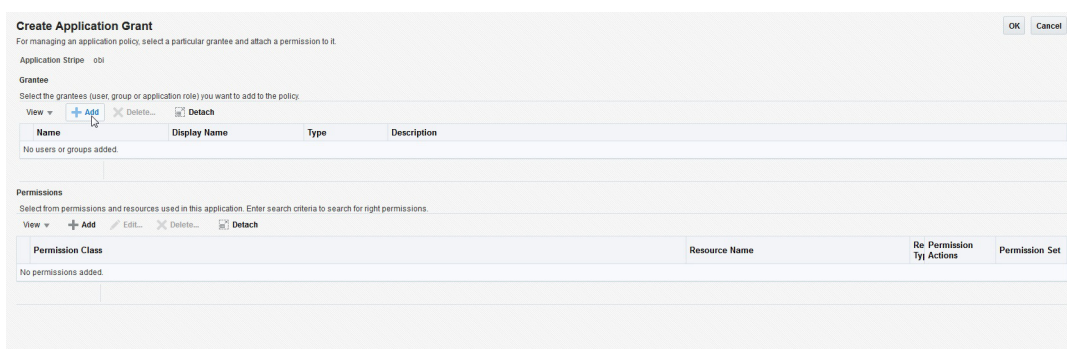 Create Application Grant
OK Cancel
For managing an application policy, select a particular grantee and attach a permission to it.
Application Stripe obi
Grantee
Select the grantees (user, group or application role) you want to add to the policy.
View Add Delete... Detach
Name Display Name Type Description
No users or groups added.
Permissions
Select from permissions and resources used in this application. Enter search criteria to search for right permissions.
View Add Edit... Delete... Detach
Permission Class Resource Name Re Typ Permission Actions Permission Set
No permissions added.